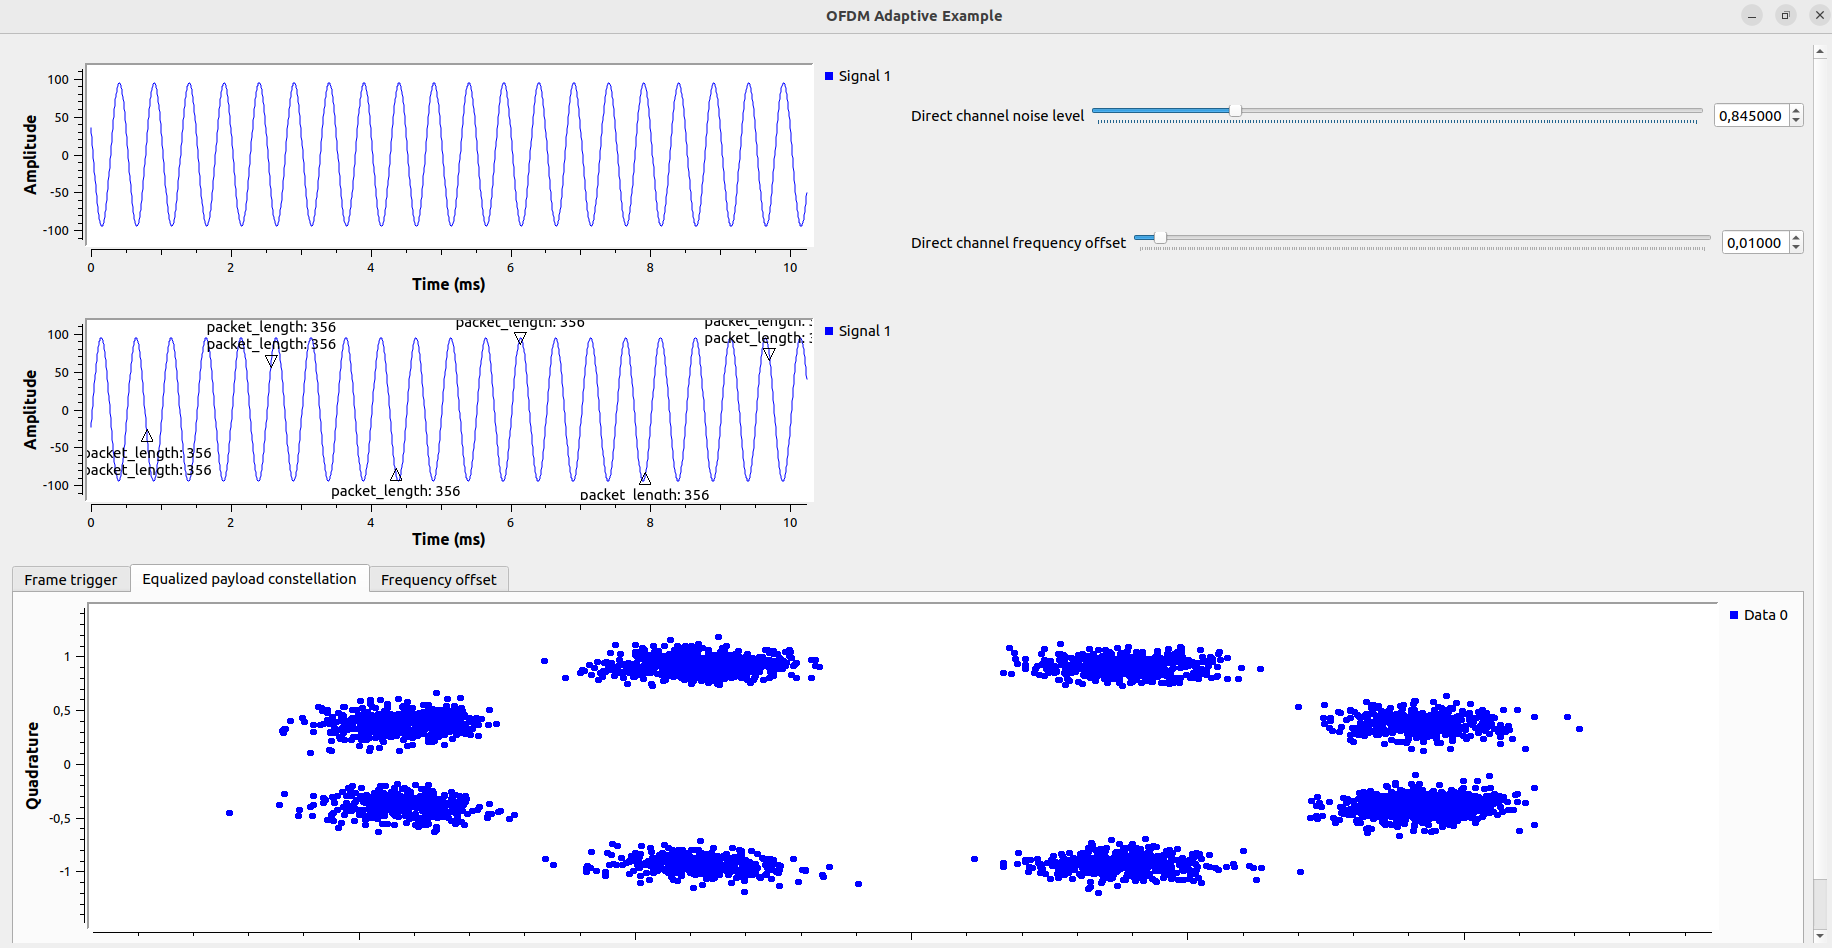 OFDM Adaptive Example
Amplitude
100
50
0
-50
-100
0 2 4 6 8 10
Time (ms)
Signal 1
Direct channel noise level 0,845000
Direct channel frequency offset 0,01000
Amplitude
100
50
0
-50
-100
packet_length: 356
packet_length: 356
packet_length: 356
packet_length:
packet_length:
packet_length: 356
packet_length: 356
packet_length: 356
packet_length: 356
0 2 4 6 8 10
Time (ms)
Signal 1
Frame trigger Equalized payload constellation Frequency offset
Quadrature
1
0,5
0
-0,5
-1
Data 0